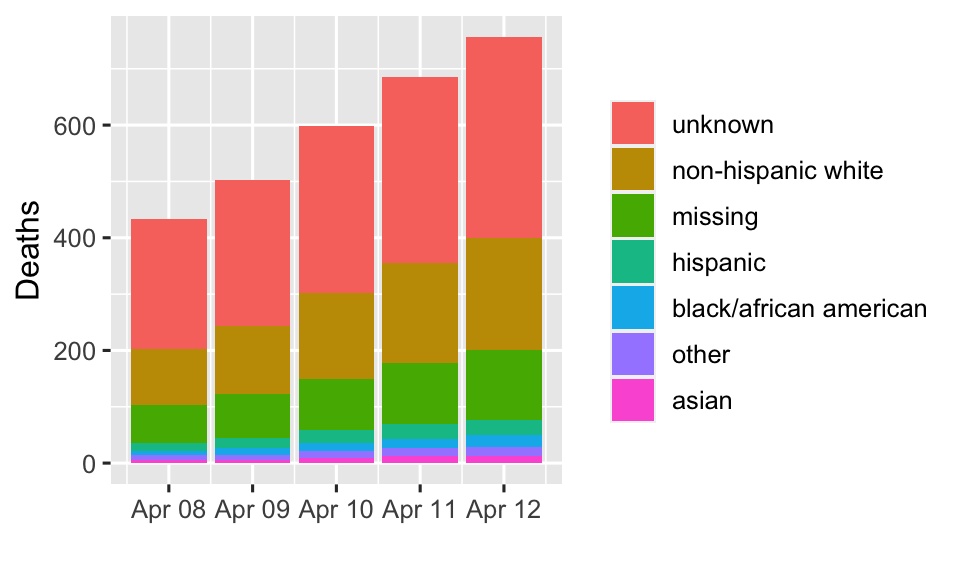 Deaths
600
400
200
0
Apr 08 Apr 09 Apr 10 Apr 11 Apr 12
unknown
non-hispanic white
missing
hispanic
black/african american
other
asian